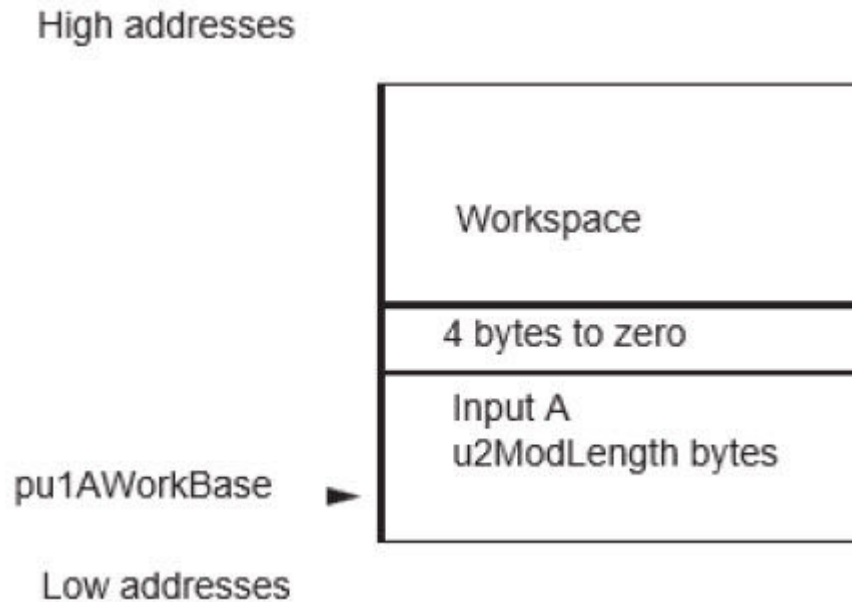 High addresses
Workspace
4 bytes to zero
Input A
u2ModLength bytes
pu1AWorkBase
Low addresses